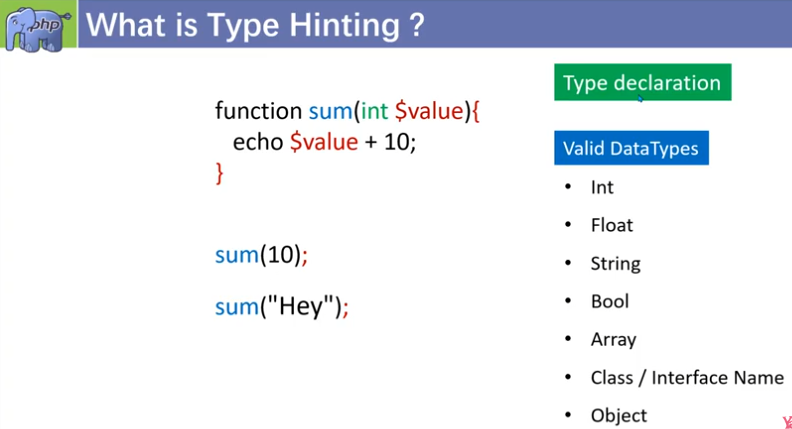 php
What is Type Hinting ?
function sum(int $value){
echo $value + 10;
}
sum(10);
sum("Hey");
Type declaration
Valid DataTypes
• Int
• Float
• String
• Bool
• Array
• Class / Interface Name
• Object